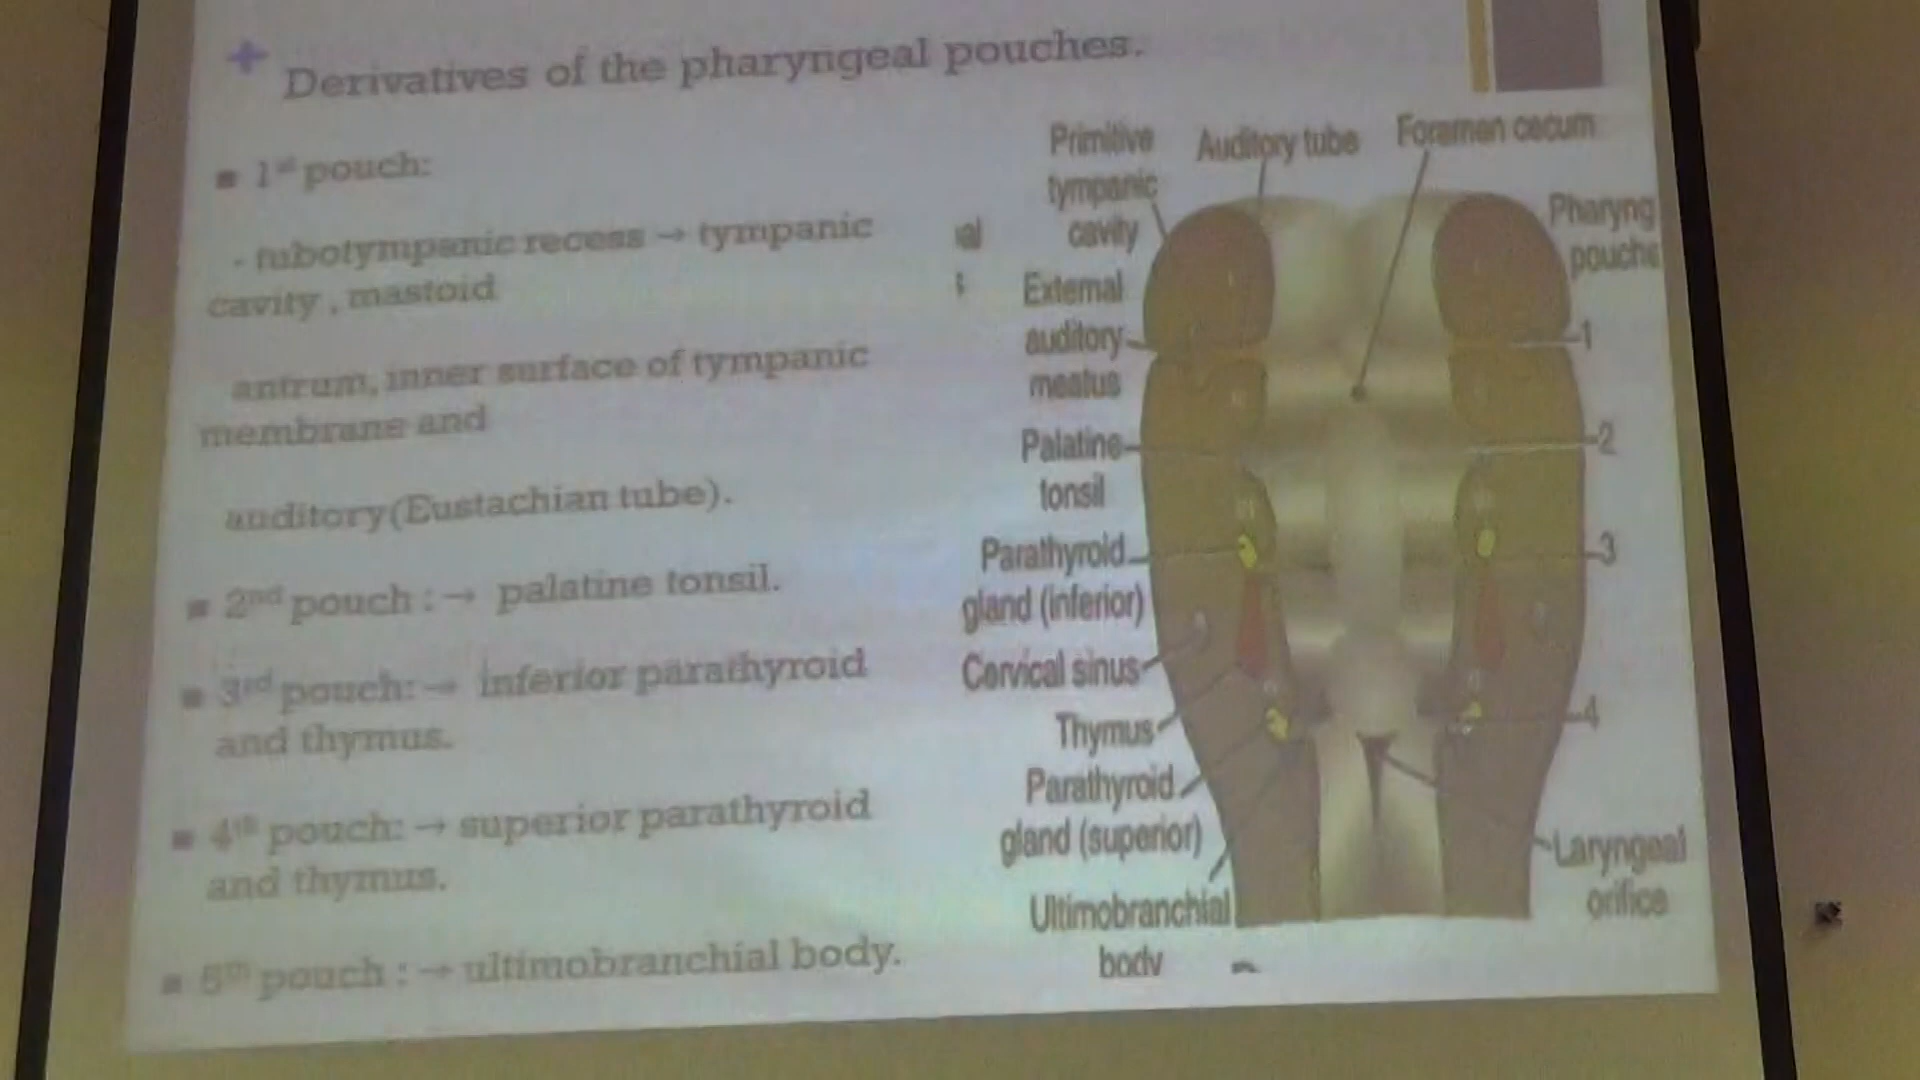 Derivatives of the pharyngeal pouches.
1st pouch:
- tubotympanic recess → tympanic
cavity , mastoid
antrum, inner surface of tympanic
membrane and
auditory(Eustachian tube).
2nd pouch : → palatine tonsil.
3rd pouch: → inferior parathyroid
and thymus.
4th pouch: → superior parathyroid
and thymus.
5th pouch : → ultimobranchial body.
Primitive
tympanic
cavity
Auditory tube
Foramen cecum
Pharyng
pouchs
External
auditory
meatus
Palatine
tonsil
Parathyroid
gland (inferior)
Cervical sinus
Thymus
Parathyroid
gland (superior)
Ultimobranchial
body
1
2
3
4
Laryngeal
orifice